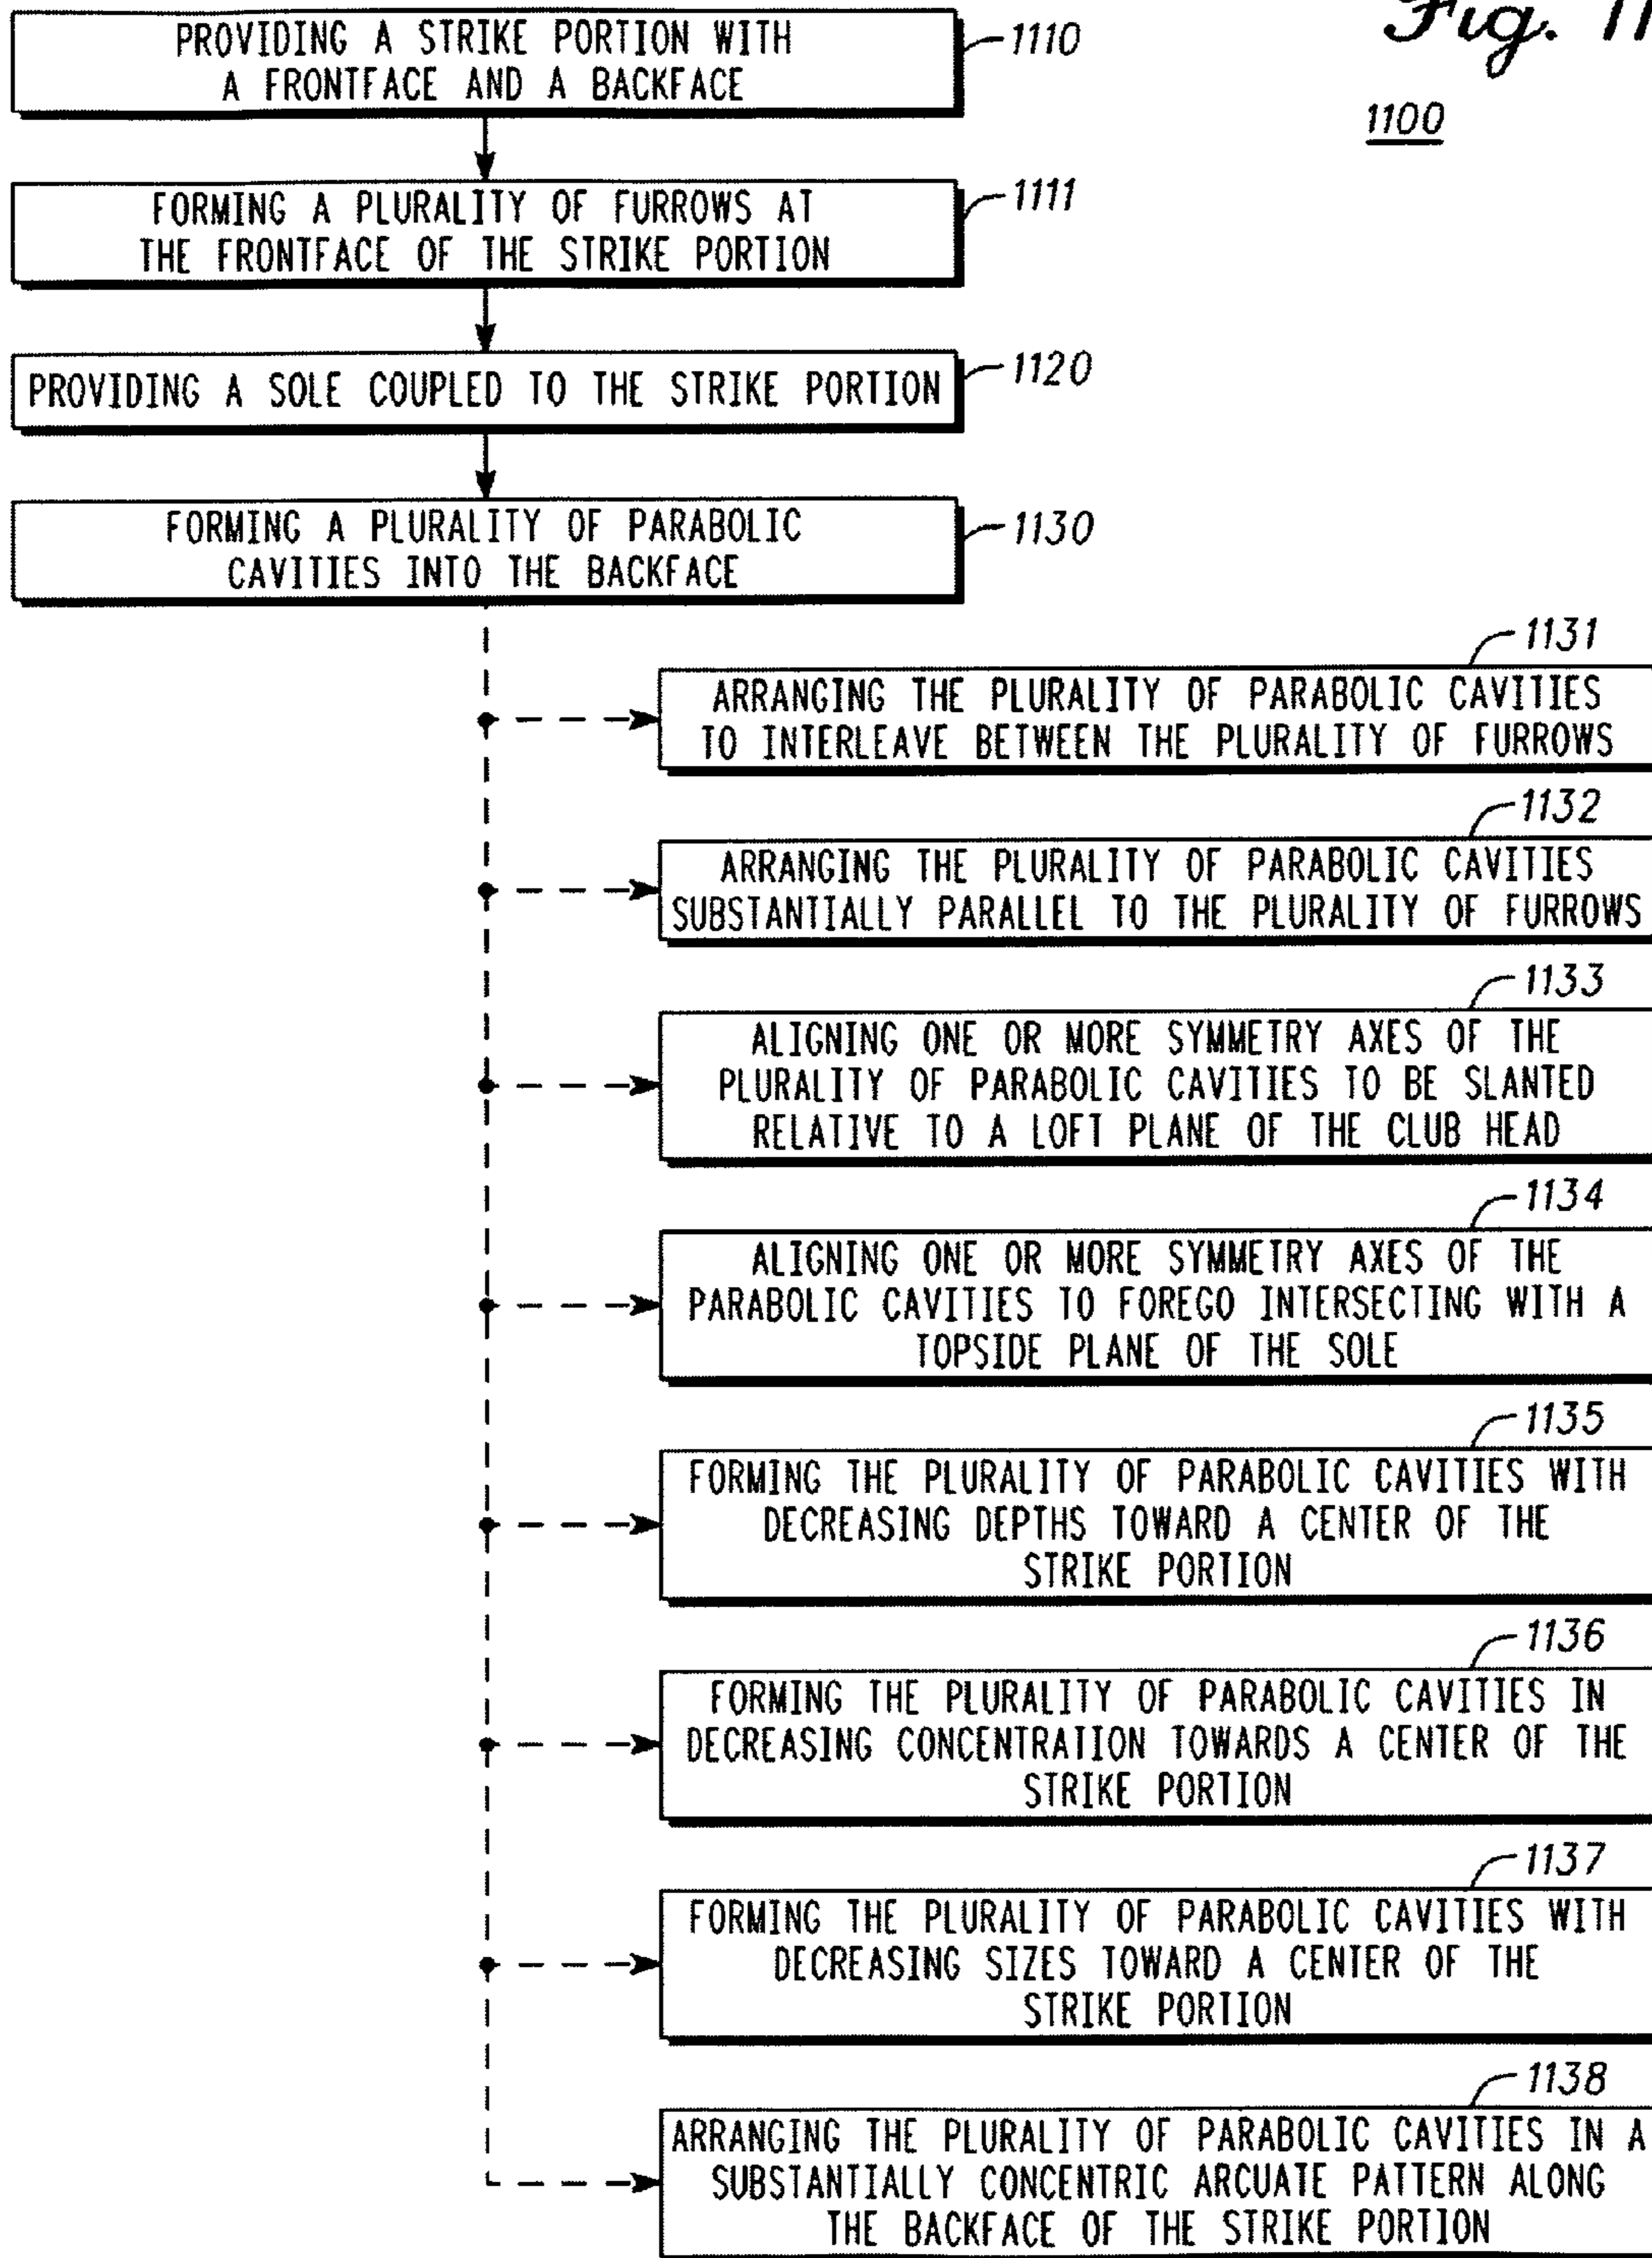 Fig. 11
1100
PROVIDING A STRIKE PORTION WITH
A FRONTFACE AND A BACKFACE
1110
FORMING A PLURALITY OF FURROWS AT
THE FRONTFACE OF THE STRIKE PORTION
1111
PROVIDING A SOLE COUPLED TO THE STRIKE PORTION
1120
FORMING A PLURALITY OF PARABOLIC
CAVITIES INTO THE BACKFACE
1130
1131
ARRANGING THE PLURALITY OF PARABOLIC CAVITIES
TO INTERLEAVE BETWEEN THE PLURALITY OF FURROWS
1132
ARRANGING THE PLURALITY OF PARABOLIC CAVITIES
SUBSTANTIALLY PARALLEL TO THE PLURALITY OF FURROWS
1133
ALIGNING ONE OR MORE SYMMETRY AXES OF THE
PLURALITY OF PARABOLIC CAVITIES TO BE SLANTED
RELATIVE TO A LOFT PLANE OF THE CLUB HEAD
1134
ALIGNING ONE OR MORE SYMMETRY AXES OF THE
PARABOLIC CAVITIES TO FOREGO INTERSECTING WITH A
TOPSIDE PLANE OF THE SOLE
1135
FORMING THE PLURALITY OF PARABOLIC CAVITIES WITH
DECREASING DEPTHS TOWARD A CENTER OF THE
STRIKE PORTION
1136
FORMING THE PLURALITY OF PARABOLIC CAVITIES IN
DECREASING CONCENTRATION TOWARDS A CENTER OF THE
STRIKE PORTION
1137
FORMING THE PLURALITY OF PARABOLIC CAVITIES WITH
DECREASING SIZES TOWARD A CENTER OF THE
STRIKE PORTION
1138
ARRANGING THE PLURALITY OF PARABOLIC CAVITIES IN A
SUBSTANTIALLY CONCENTRIC ARCUATE PATTERN ALONG
THE BACKFACE OF THE STRIKE PORTION